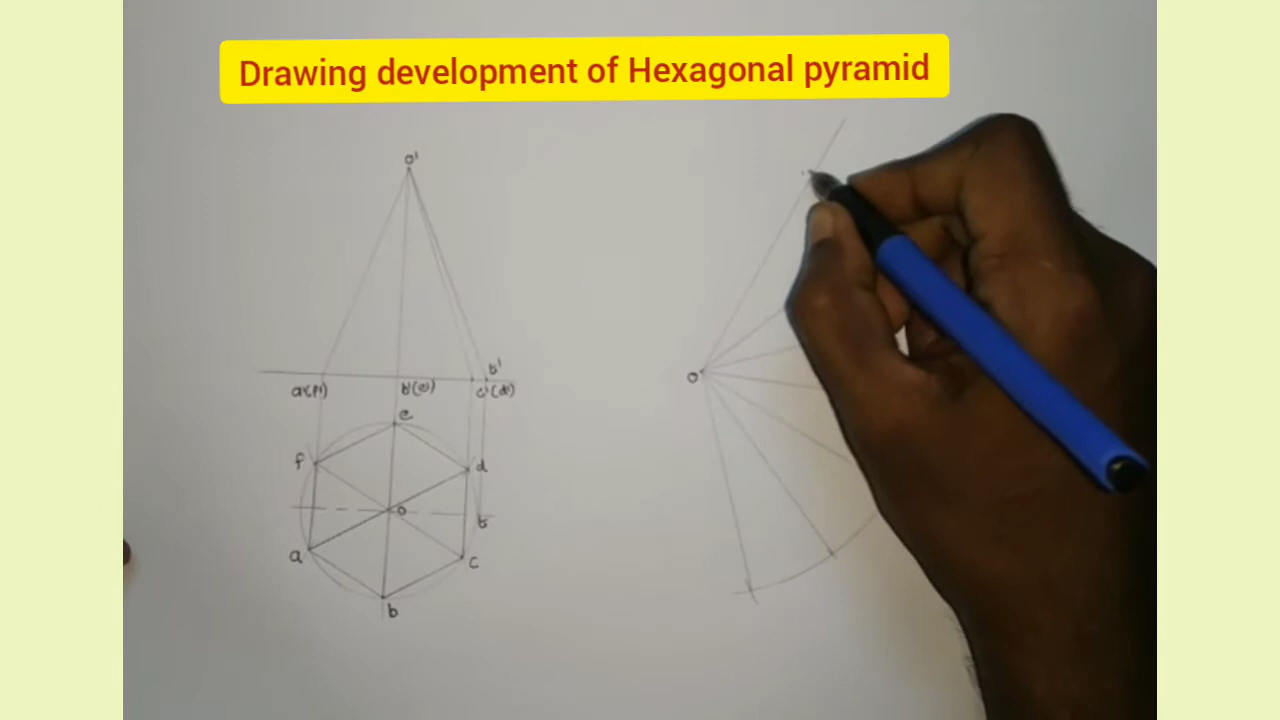 Drawing development of Hexagonal pyramid
o'
b'
a'(f')
b'(e')
c'(d')
e
f
d
o
a
c
b
O